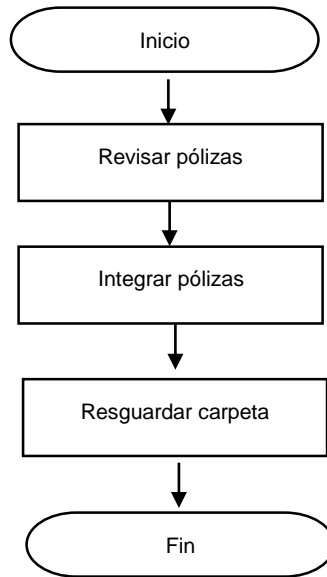 Inicio
Revisar pólizas
Integrar pólizas
Resguardar carpeta
Fin